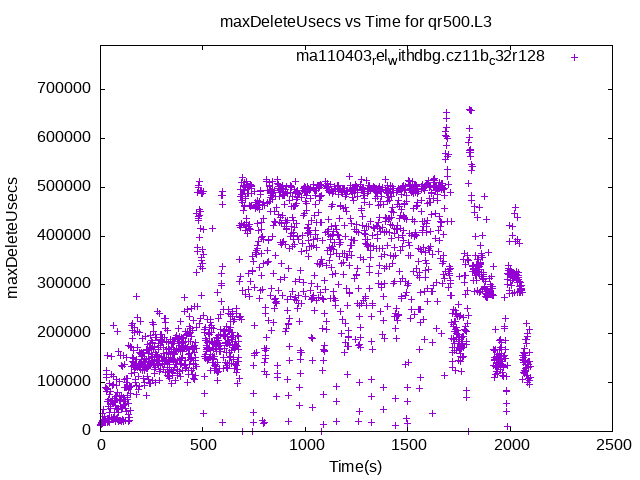 maxDeleteUsecs vs Time for qr500.L3
ma110403relwithdbg.cz11bc32r128
700000
600000
500000
400000
300000
200000
100000
0
maxDeleteUsecs
0 500 1000 1500 2000 2500
Time(s)